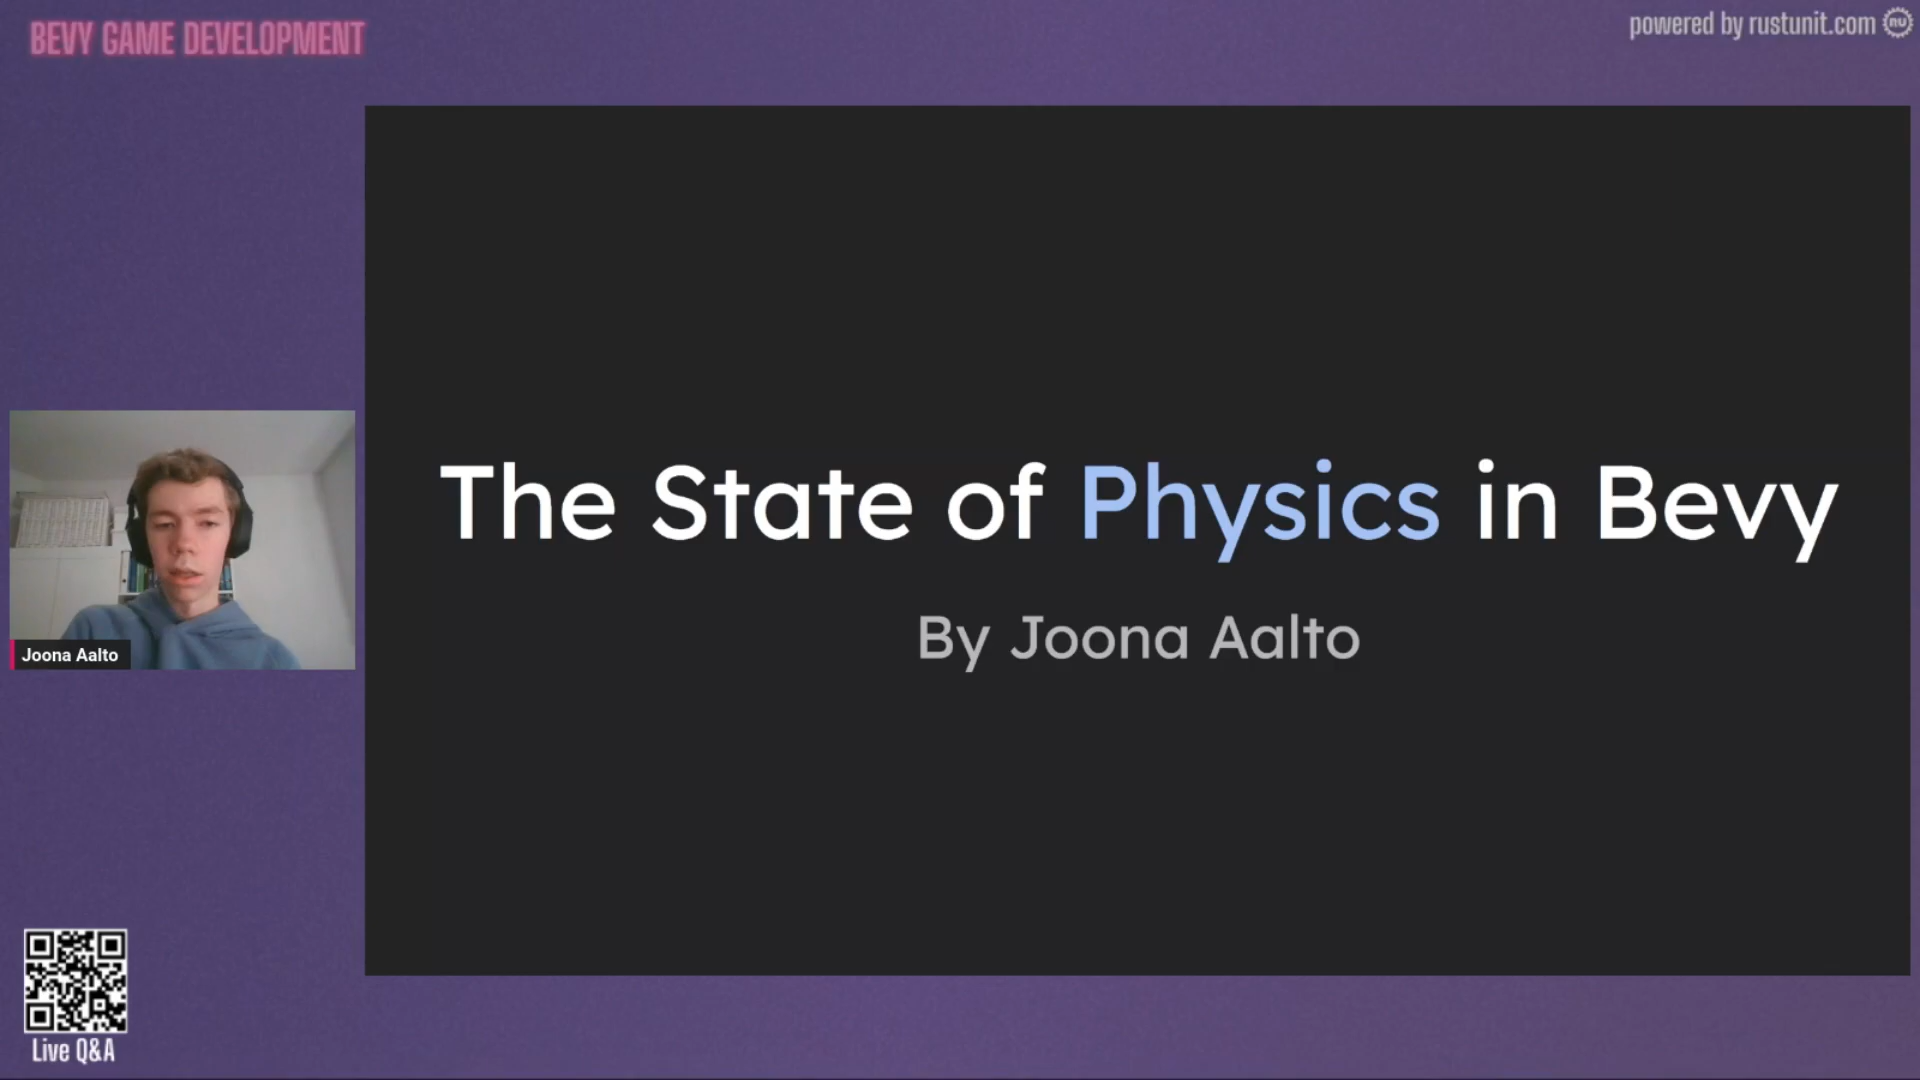 BEVY GAME DEVELOPMENT
powered by rustunit.com
nu
The State of Physics in Bevy
By Joona Aalto
Joona Aalto
Live Q&A